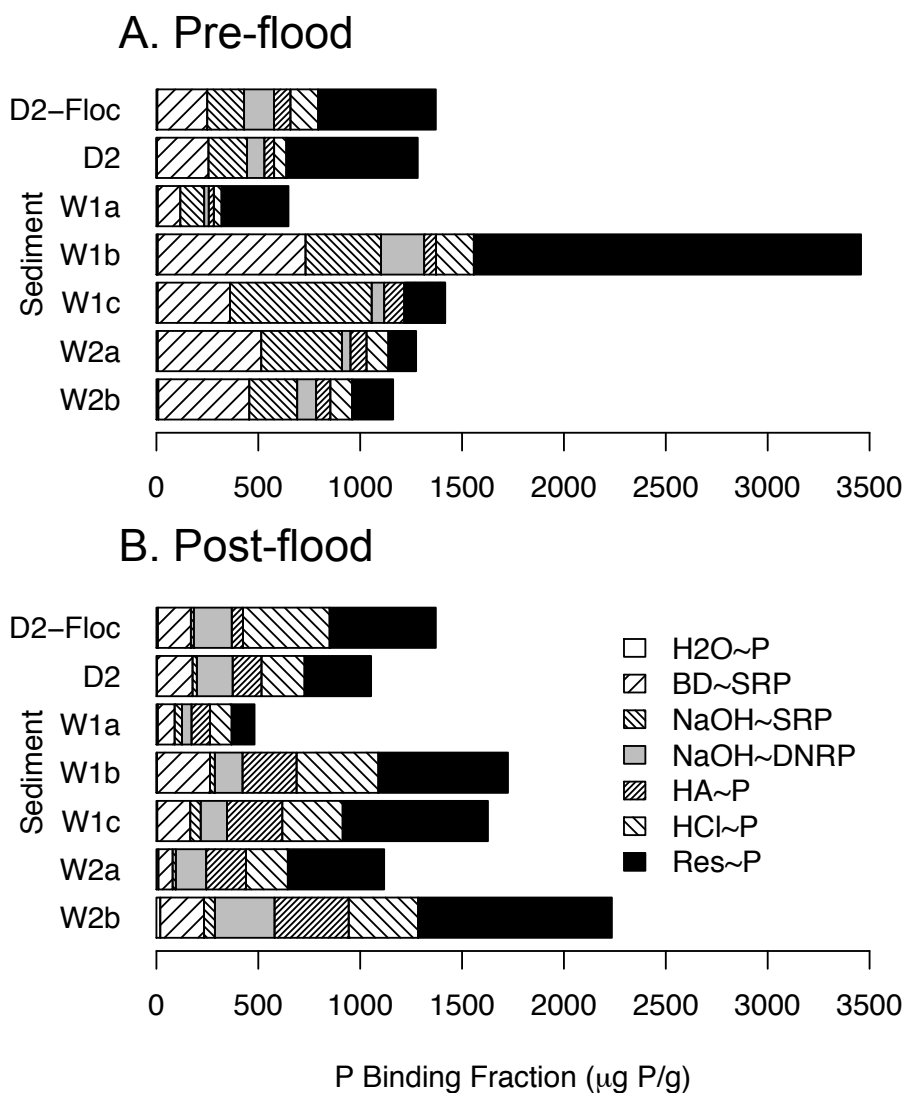 A. Pre-flood
D2−Floc
D2
W1a
W1b
W1c
W2a
W2b
Sediment
0 500 1000 1500 2000 2500 3000 3500
B. Post-flood
D2−Floc
D2
W1a
W1b
W1c
W2a
W2b
Sediment
H2O~P
BD~SRP
NaOH~SRP
NaOH~DNRP
HA~P
HCl~P
Res~P
0 500 1000 1500 2000 2500 3000 3500
P Binding Fraction (μg P/g)